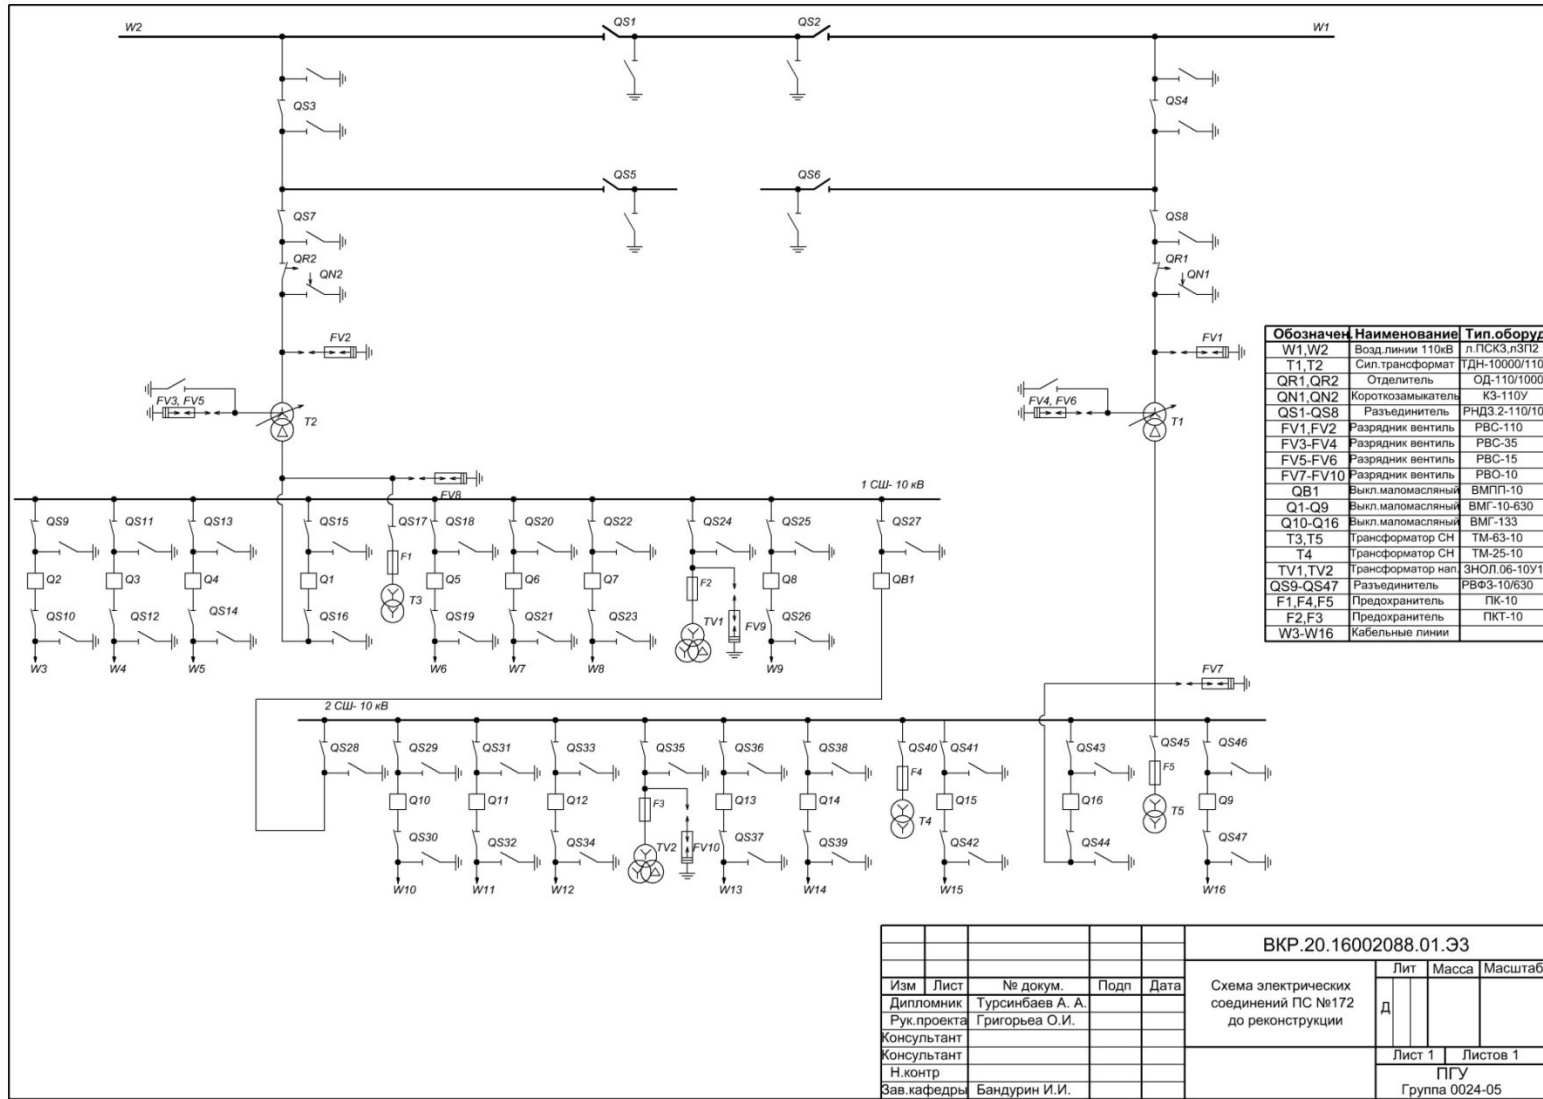 W2
QS1
QS2
W1
QS3
QS4
QS5
QS6
QS7
QS8
QR2
QN2
QR1
QN1
FV2
FV1
FV3, FV5
T2
FV4, FV6
T1
Обозначен. Наименование Тип.оборуд
W1,W2 Возд.линии 110кВ л.ПСКЗ,лЗП2
T1,T2 Сил.трансформат ТДН-10000/110
QR1,QR2 Отделитель ОД-110/1000
QN1,QN2 Короткозамыкатель КЗ-110У
QS1-QS8 Разъединитель РНДЗ.2-110/10
FV1,FV2 Разрядник вентиль РВС-110
FV3-FV4 Разрядник вентиль РВС-35
FV5-FV6 Разрядник вентиль РВС-15
FV7-FV10 Разрядник вентиль РВО-10
QB1 Выкл.маломасляный ВМПП-10
Q1-Q9 Выкл.маломасляный ВМГ-10-630
Q10-Q16 Выкл.маломасляный ВМГ-133
T3,T5 Трансформатор СН ТМ-63-10
T4 Трансформатор СН ТМ-25-10
TV1,TV2 Трансформатор нап. ЗНОЛ.06-10У1
QS9-QS47 Разъединитель РВФЗ-10/630
F1,F4,F5 Предохранитель ПК-10
F2,F3 Предохранитель ПКТ-10
W3-W16 Кабельные линии
FV8
1 СШ- 10 кВ
QS9 QS11 QS13 QS15 QS17 QS18 QS20 QS22 QS24 QS25 QS27
F1
Q2 Q3 Q4 Q1 Q5 Q6 Q7 F2 Q8 QB1
T3
QS10 QS12 QS14 QS16 QS19 QS21 QS23 TV1 FV9 QS26
W3 W4 W5 W6 W7 W8 W9
FV7
2 СШ- 10 кВ
QS28 QS29 QS31 QS33 QS35 QS36 QS38 QS40 QS41 QS43 QS45 QS46
F4 F5
Q10 Q11 Q12 F3 Q13 Q14 Q15 Q16 Q9
T4 T5
QS30 QS32 QS34 TV2 FV10 QS37 QS39 QS42 QS44 QS47
W10 W11 W12 W13 W14 W15 W16
ВКР.20.16002088.01.ЭЗ
Лит Масса Масштаб
Изм Лист № докум. Подп Дата
Схема электрических
соединений ПС №172
до реконструкции
Д
Дипломник Турсинбаев А. А.
Рук.проекта Григорьеа О.И.
Консультант
Консультант
Лист 1 Листов 1
Н.контр
Зав.кафедры Бандурин И.И.
ПГУ
Группа 0024-05